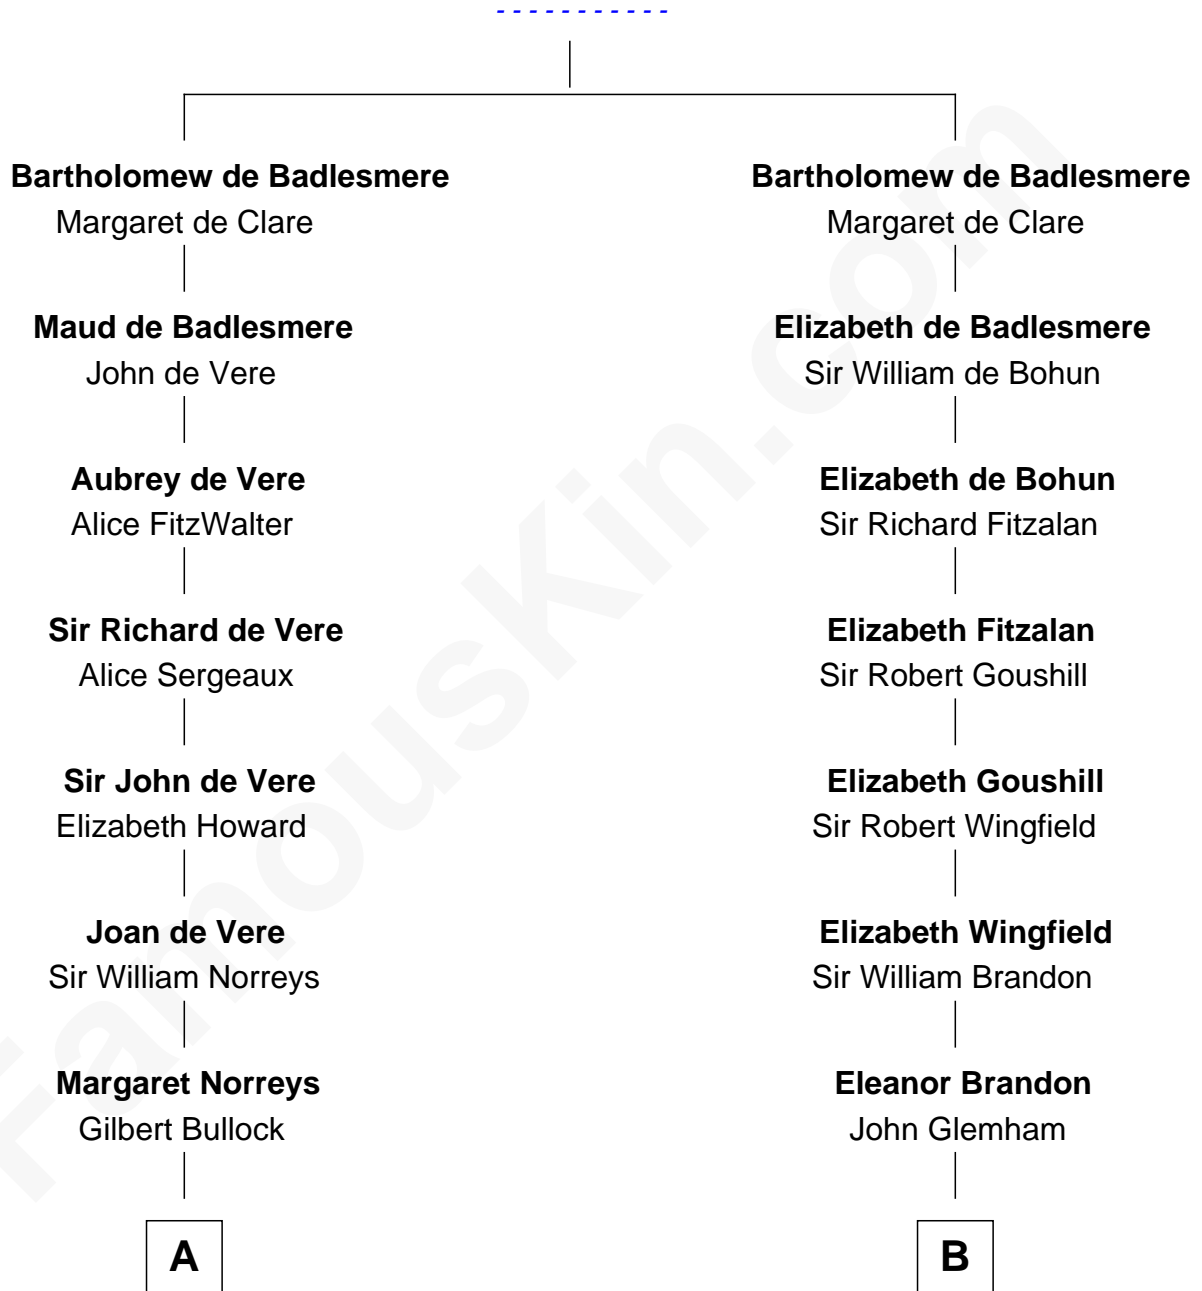 - - - - - - - - - - -
Bartholomew de Badlesmere
Margaret de Clare
Maud de Badlesmere
John de Vere
Aubrey de Vere
Alice FitzWalter
Sir Richard de Vere
Alice Sergeaux
Sir John de Vere
Elizabeth Howard
Joan de Vere
Sir William Norreys
Margaret Norreys
Gilbert Bullock
A
Bartholomew de Badlesmere
Margaret de Clare
Elizabeth de Badlesmere
Sir William de Bohun
Elizabeth de Bohun
Sir Richard Fitzalan
Elizabeth Fitzalan
Sir Robert Goushill
Elizabeth Goushill
Sir Robert Wingfield
Elizabeth Wingfield
Sir William Brandon
Eleanor Brandon
John Glemham
B
FamousKin.com